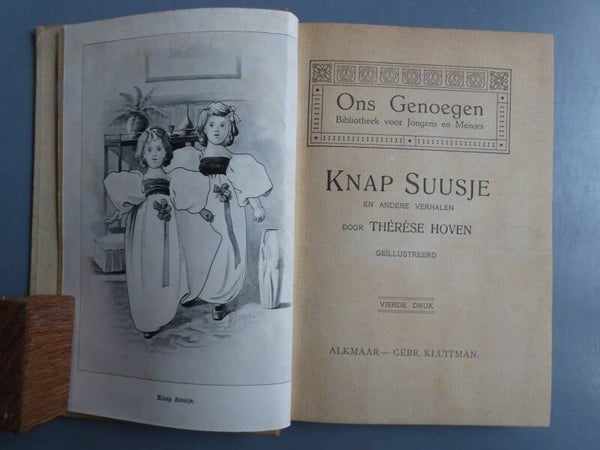 Knap Suusje.
Ons Genoegen
Bibliotheek voor Jongens en Meisjes
KNAP SUUSJE
EN ANDERE VERHALEN
DOOR THÉRÈSE HOVEN
GEÏLLUSTREERD
VIERDE DRUK
ALKMAAR — GEBR. KLUITMAN.